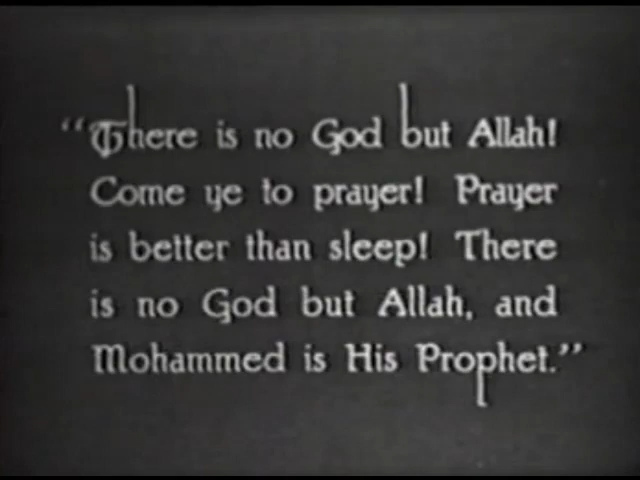 “There is no God but Allah!
Come ye to prayer! Prayer
is better than sleep! There
is no God but Allah, and
Mohammed is His Prophet.”